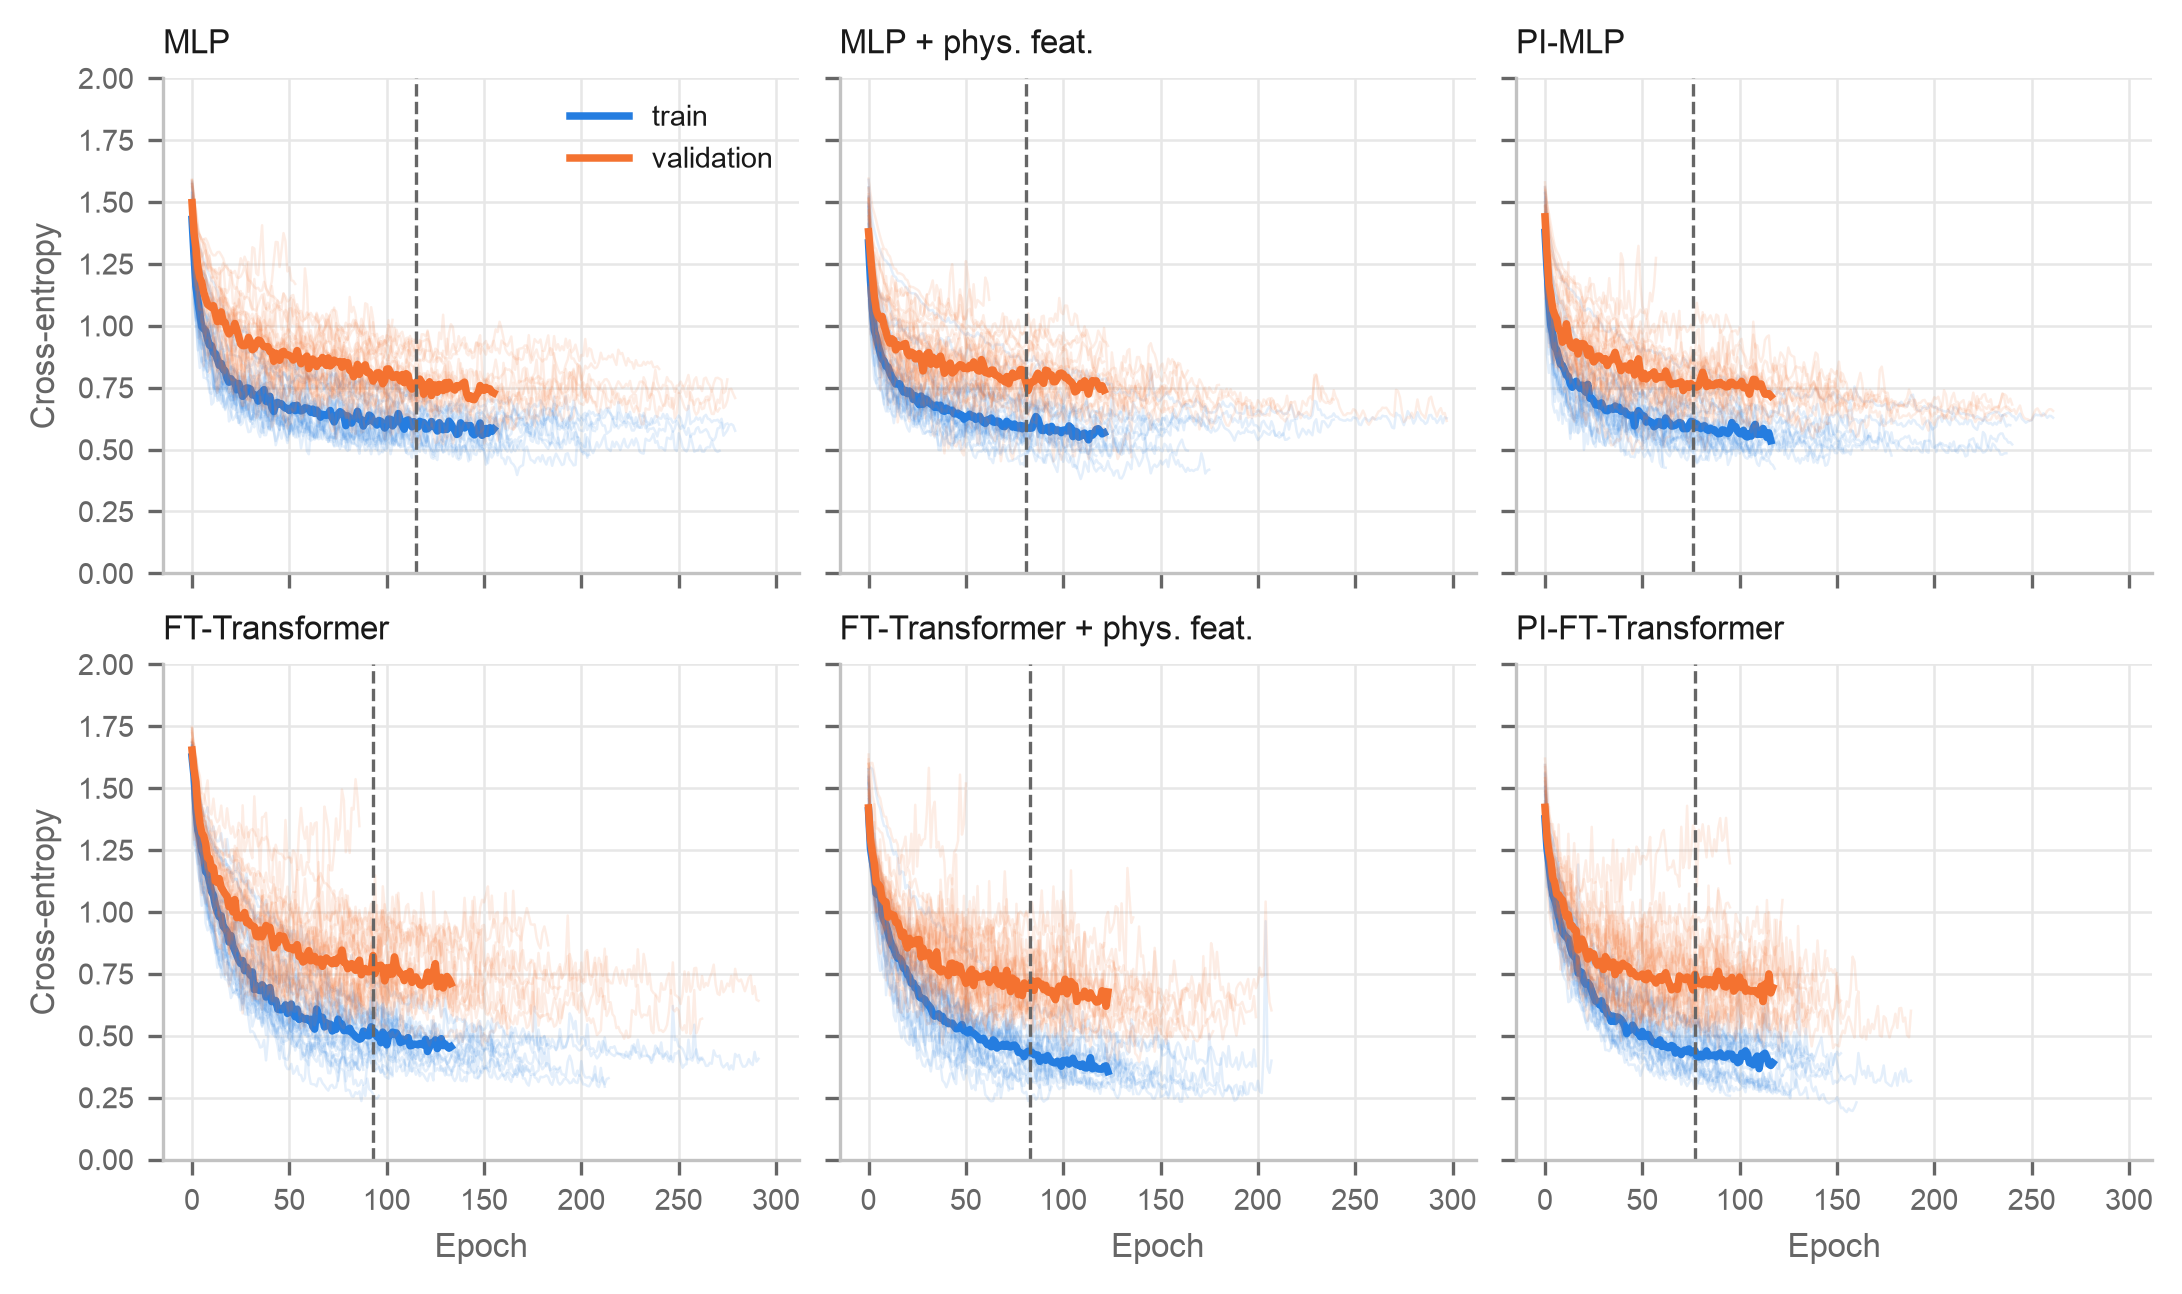 MLP
MLP + phys. feat.
PI-MLP
2.00
1.75
1.50
1.25
1.00
0.75
0.50
0.25
0.00
Cross-entropy
train
validation
FT-Transformer
FT-Transformer + phys. feat.
PI-FT-Transformer
2.00
1.75
1.50
1.25
1.00
0.75
0.50
0.25
0.00
Cross-entropy
0 50 100 150 200 250 300
0 50 100 150 200 250 300
0 50 100 150 200 250 300
Epoch
Epoch
Epoch